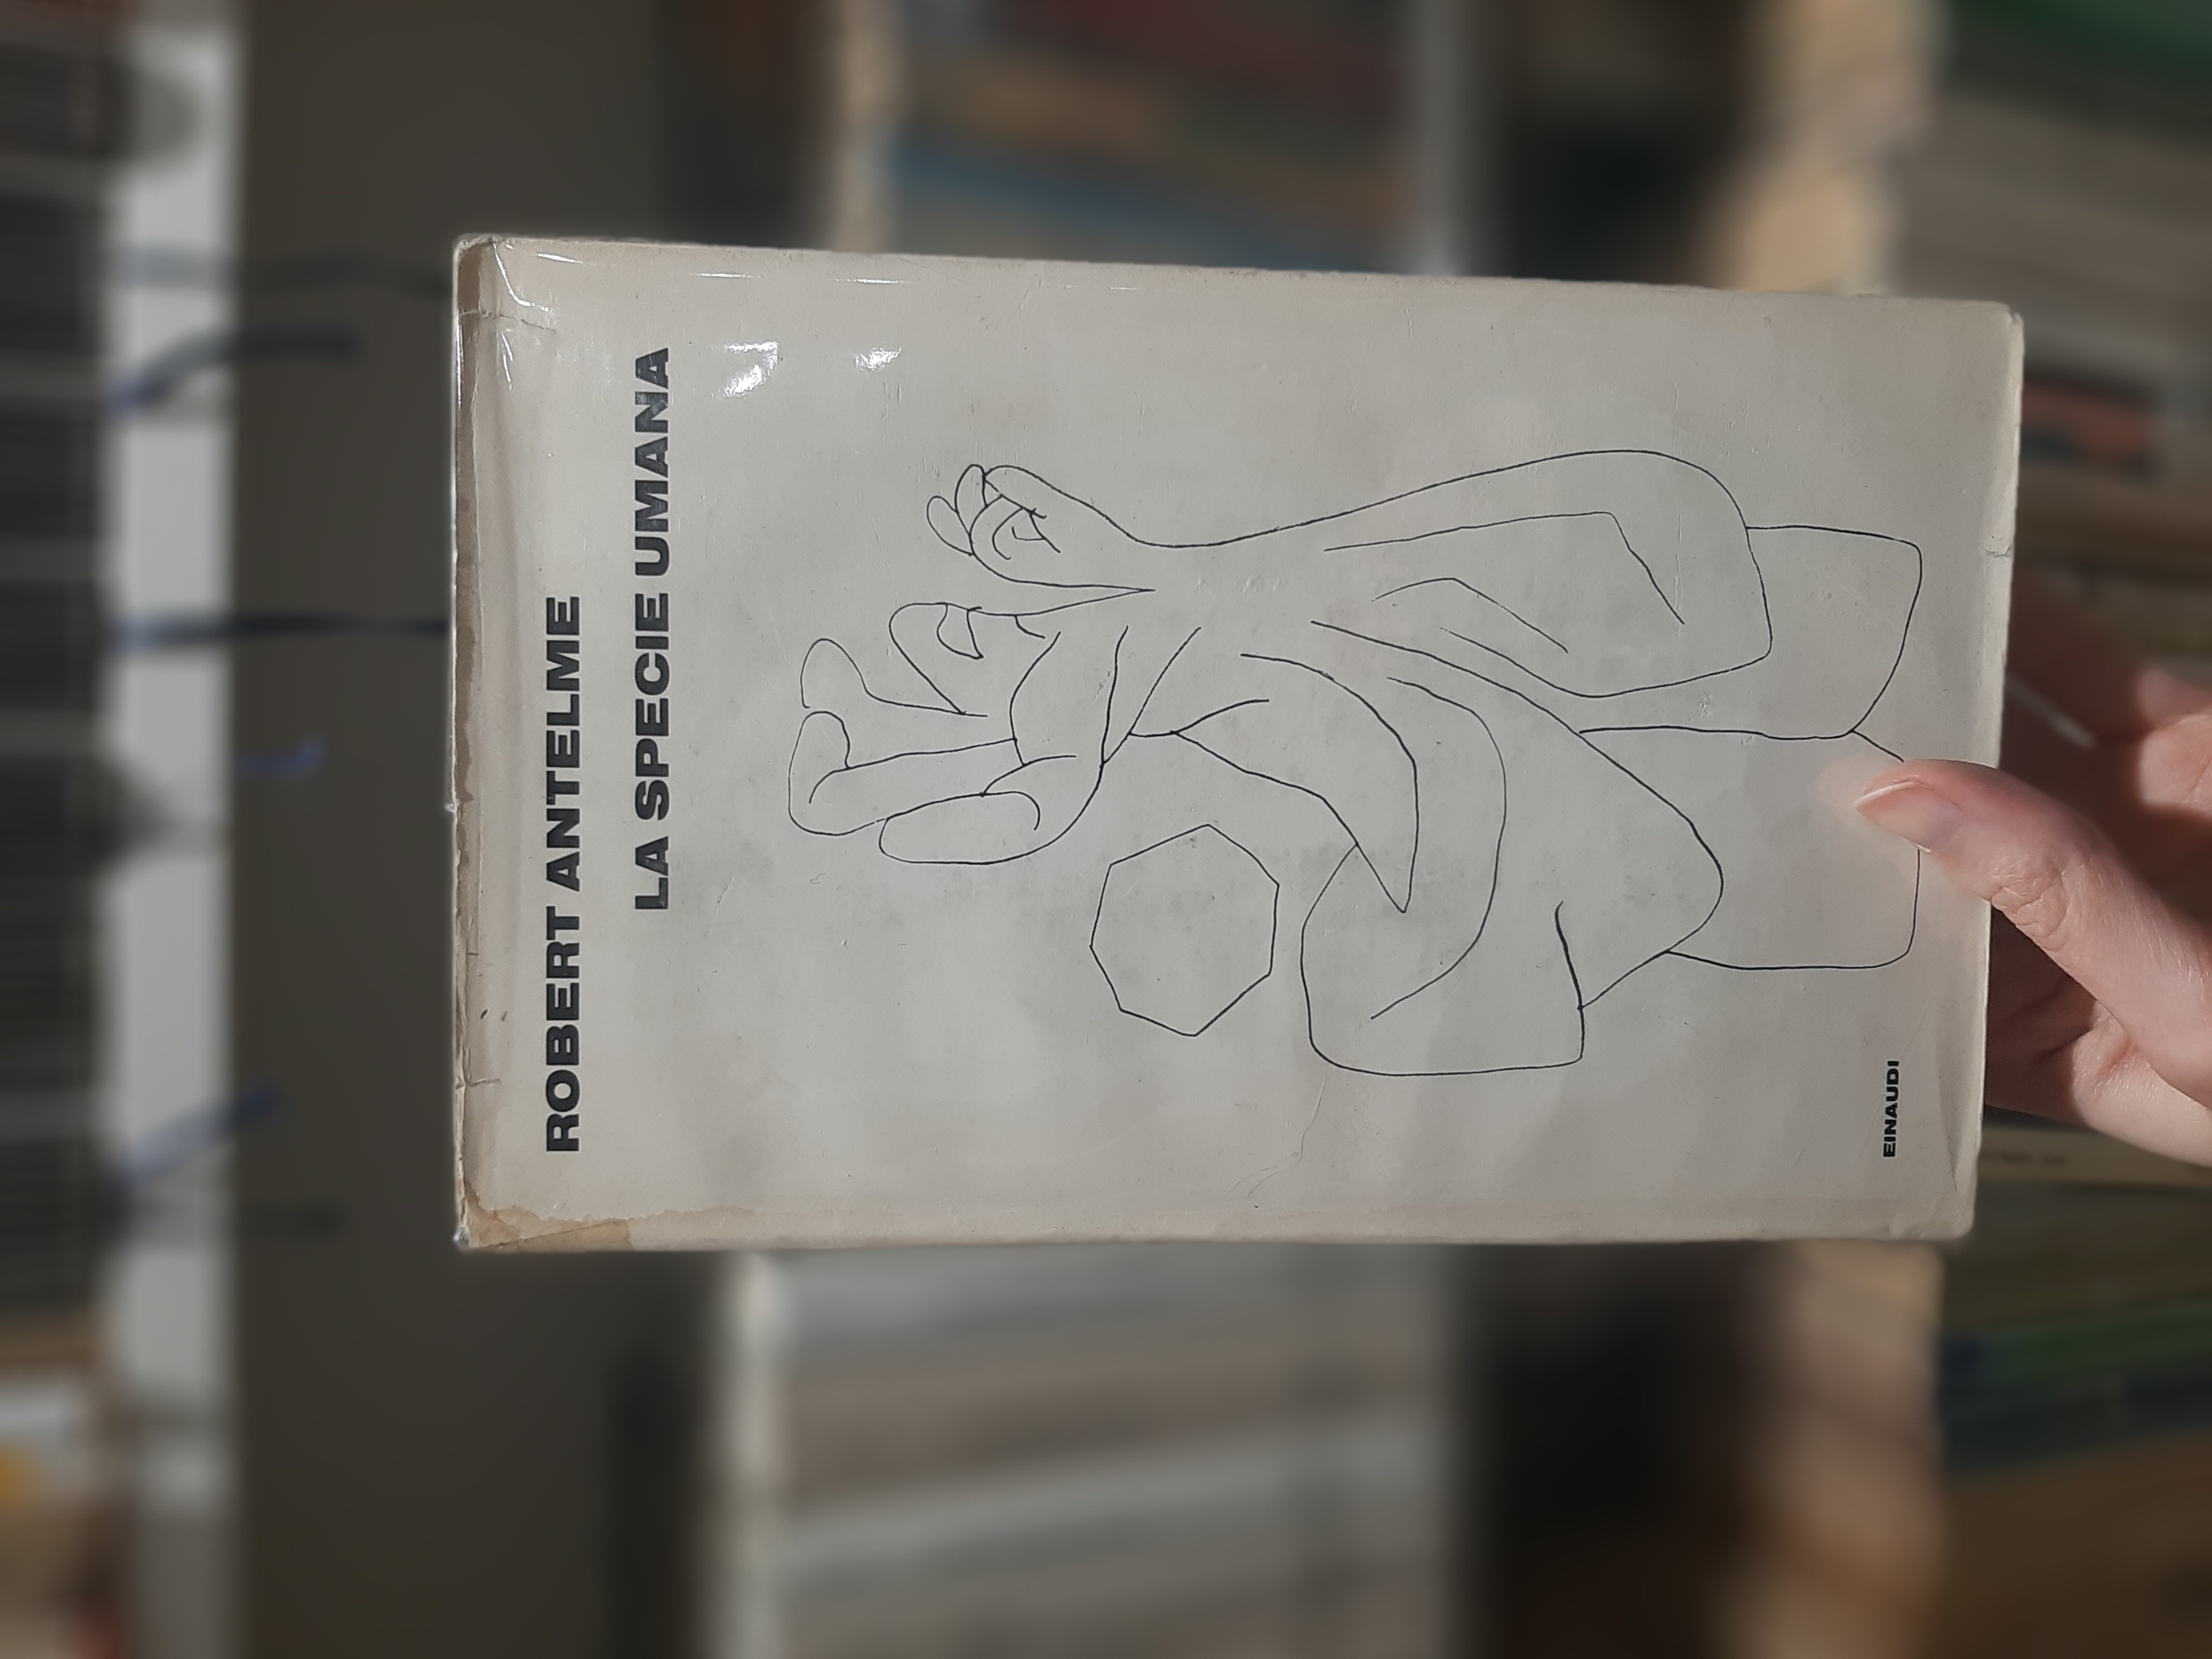 ROBERT ANTELME
LA SPECIE UMANA
EINAUDI